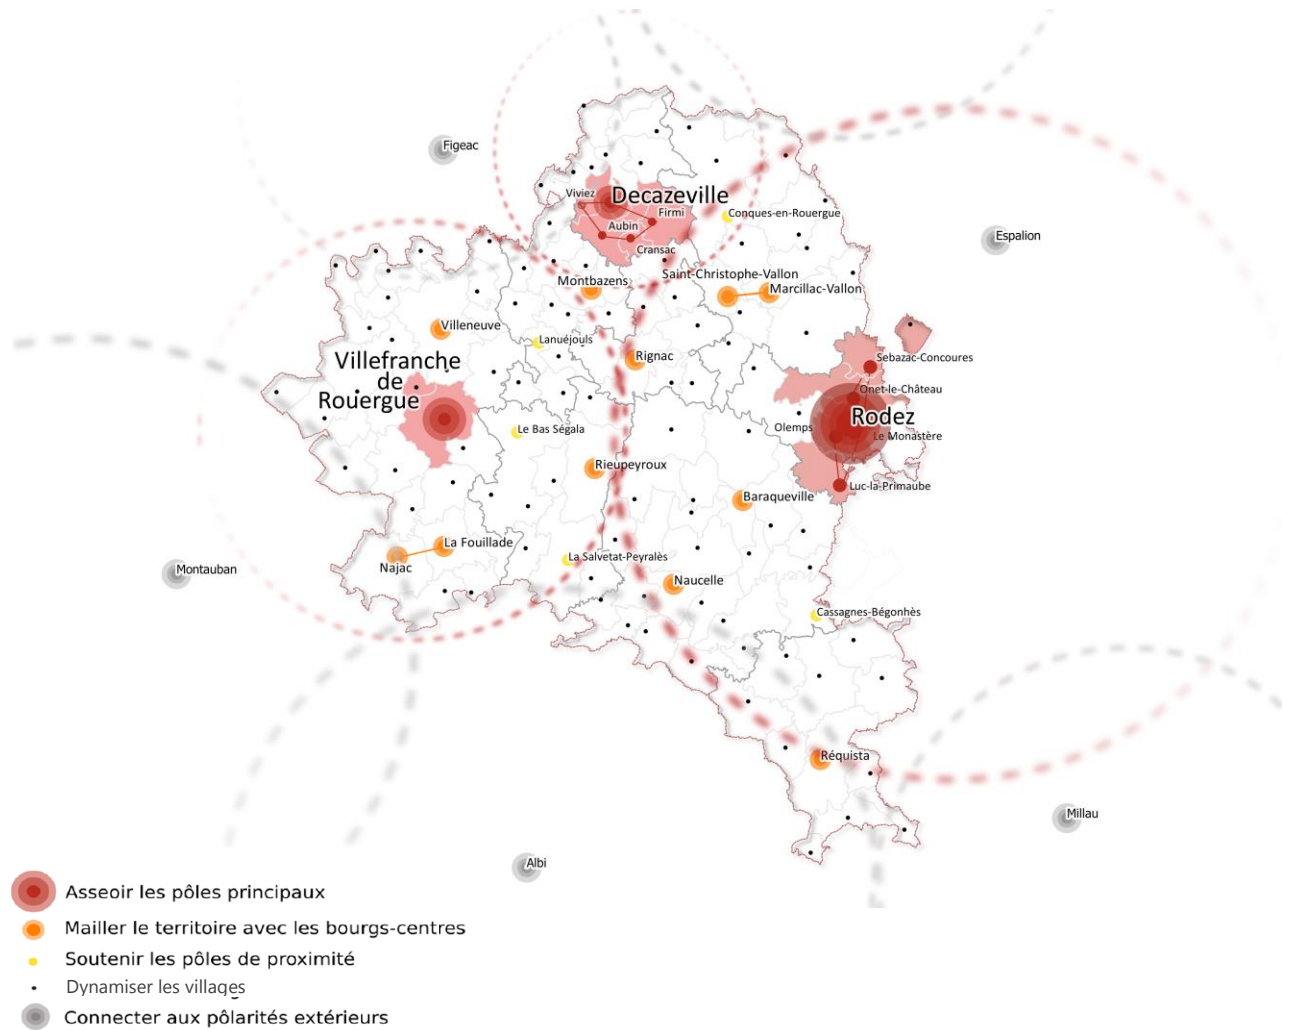 Figeac
Viviez
Decazeville
Firmi
Aubin
Cransac
Conques-en-Rouergue
Espalion
Saint-Christophe-Vallon
Montbazens
Marcillac-Vallon
Villeneuve
Lanuéjouls
Rignac
Sebazac-Concoures
Villefranche
de
Rouergue
Onet-le-Château
Rodez
Olemps
Le Monastère
Le Bas Ségala
Rieupeyroux
Luc-la-Primaube
Baraqueville
La Fouillade
Najac
La Salvetat-Peyralès
Montauban
Naucelle
Cassagnes-Bégonhès
Réquista
Millau
Albi
Asseoir les pôles principaux
Mailler le territoire avec les bourgs-centres
Soutenir les pôles de proximité
Dynamiser les villages
Connecter aux pôlarités extérieurs